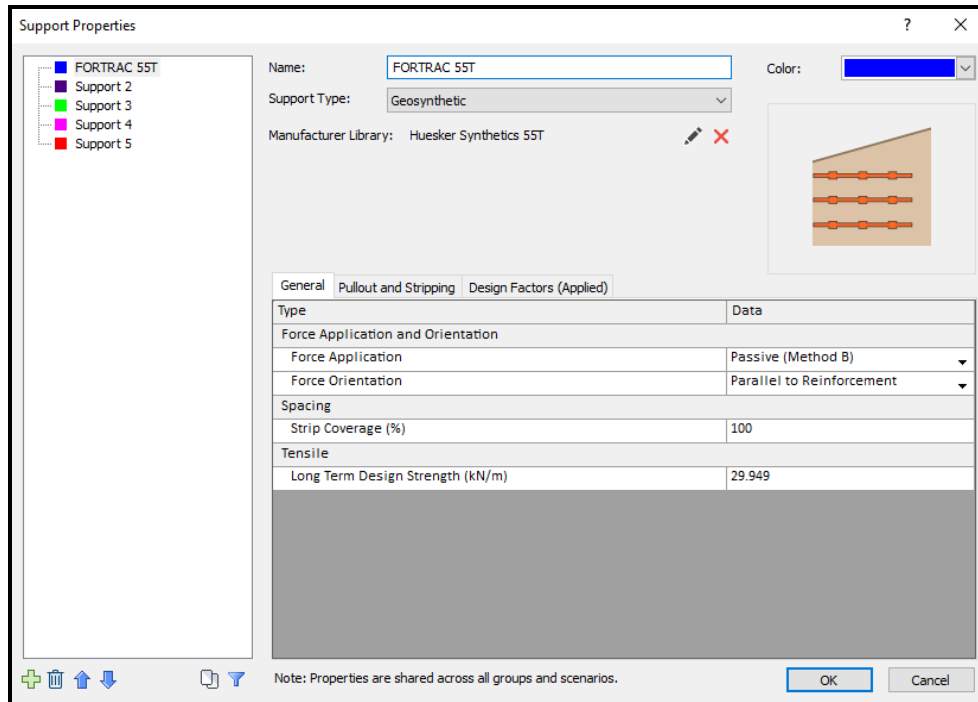 Support Properties
?
FORTRAC 55T
Support 2
Support 3
Support 4
Support 5
Name: FORTRAC 55T
Color:
Support Type: Geosynthetic
Manufacturer Library: Huesker Synthetics 55T
General Pullout and Stripping Design Factors (Applied)
Type Data
Force Application and Orientation
Force Application Passive (Method B)
Force Orientation Parallel to Reinforcement
Spacing
Strip Coverage (%) 100
Tensile
Long Term Design Strength (kN/m) 29.949
Note: Properties are shared across all groups and scenarios.
OK Cancel